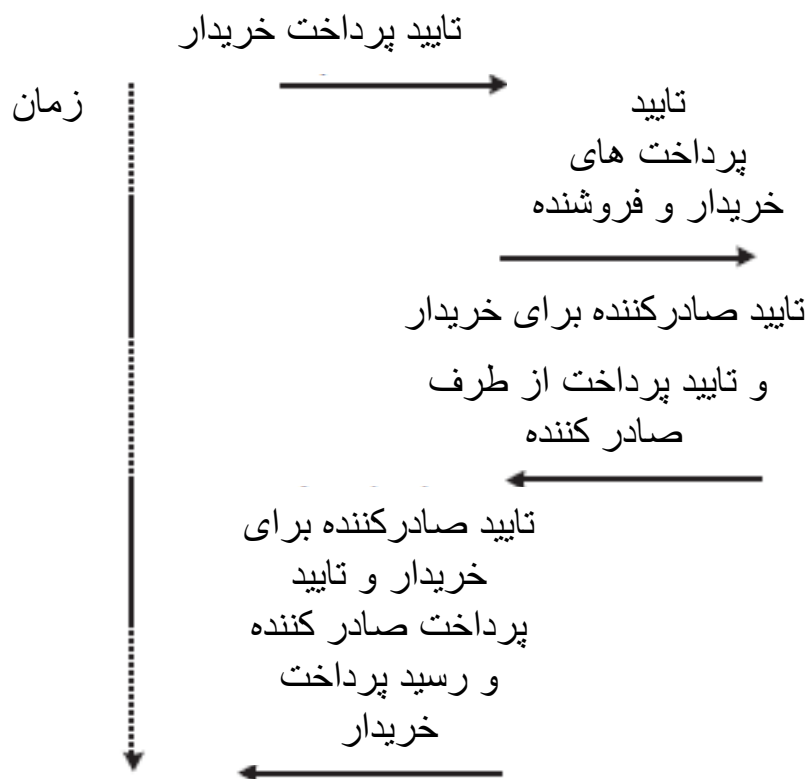 تایید پرداخت خریدار
زمان
تایید
پرداخت های
خریدار و فروشنده
تایید صادرکننده برای خریدار
و تایید پرداخت از طرف
صادر کننده
تایید صادرکننده برای
خریدار و تایید
پرداخت صادر کننده
و رسید پرداخت
خریدار